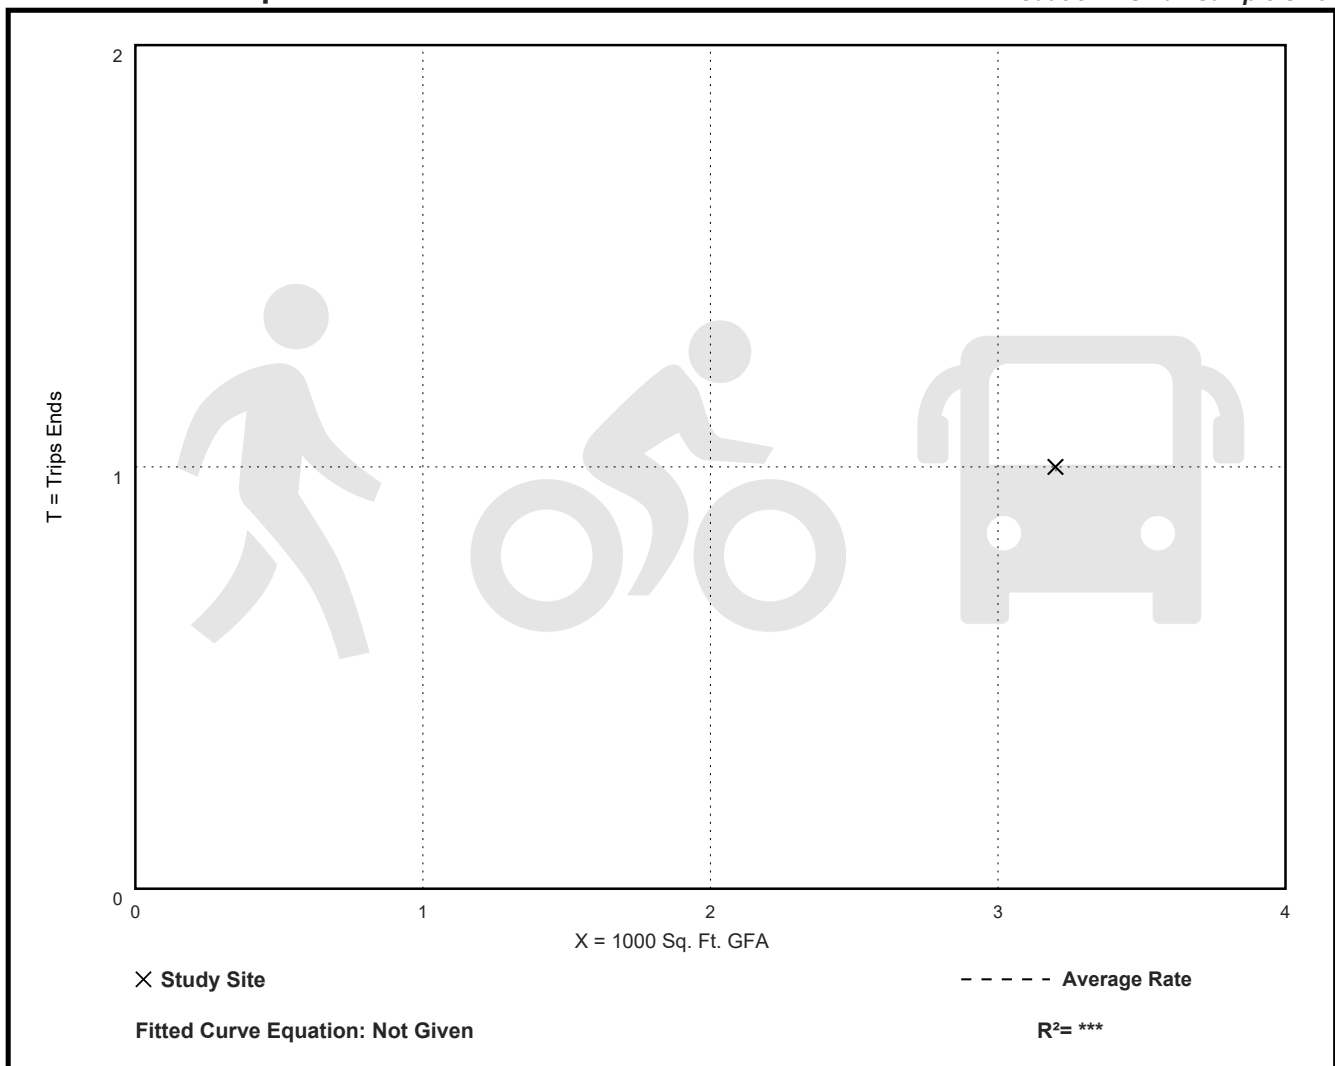 2
1
0
T = Trips Ends
0 1 2 3 4
X = 1000 Sq. Ft. GFA
Study Site
Average Rate
Fitted Curve Equation: Not Given
R²= ***